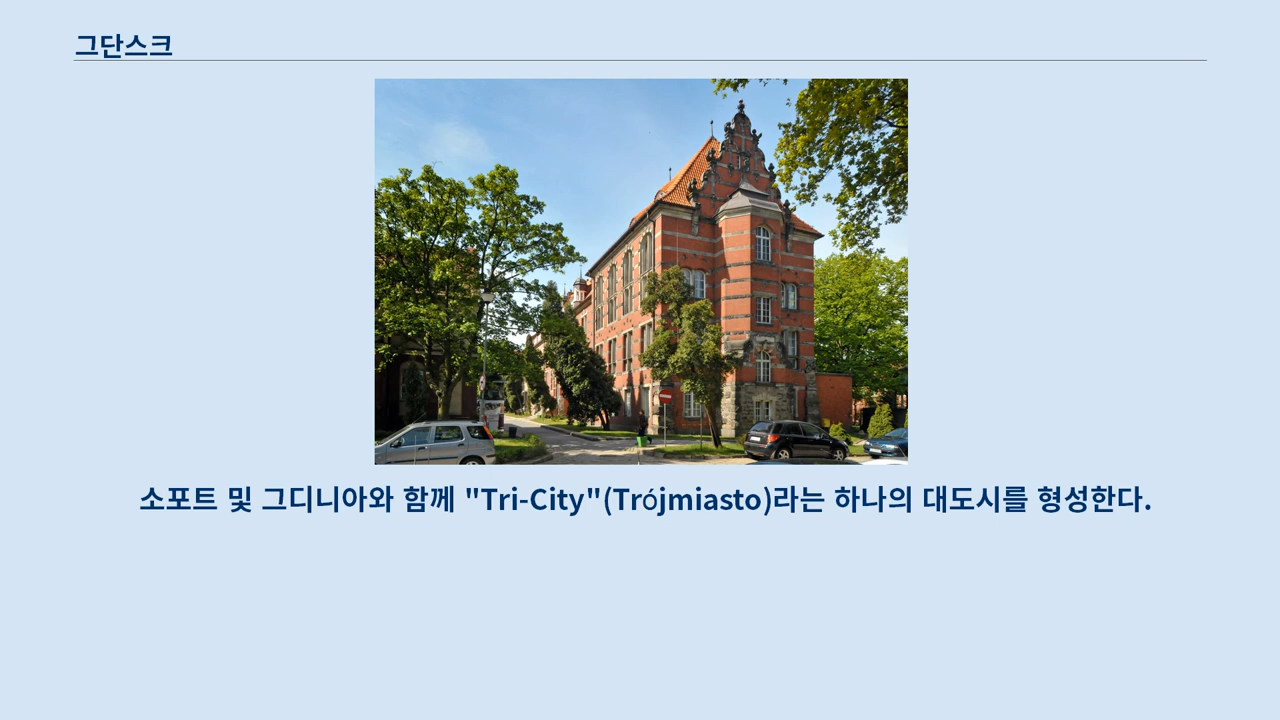 그단스크
소포트 및 그디니아와 함께 "Tri-City"(Trójmiasto)라는 하나의 대도시를 형성한다.